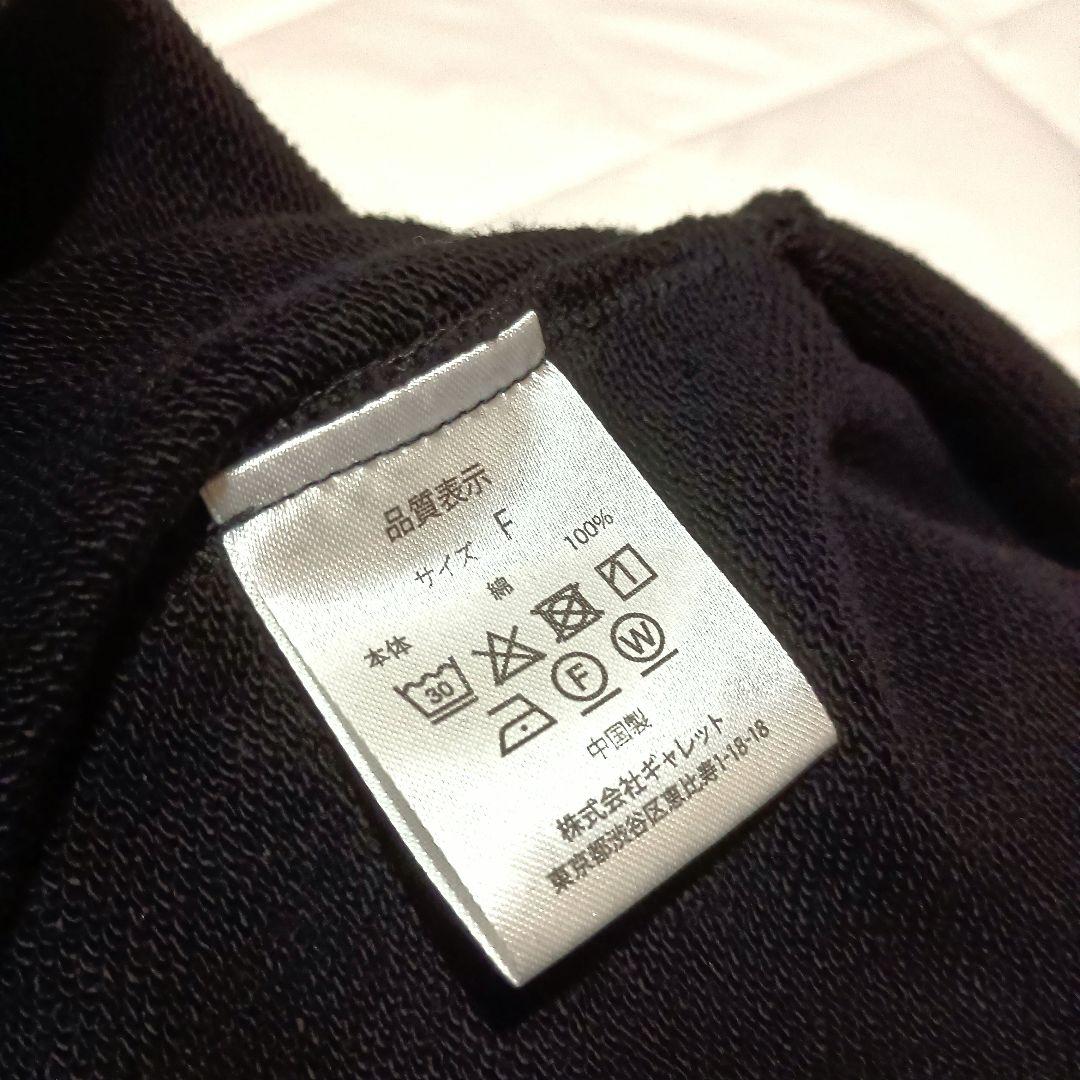 品質表示
サイズ F
本体 綿 100%
30
F W
中国製
株式会社ギャレット
東京都渋谷区恵比寿1-18-18